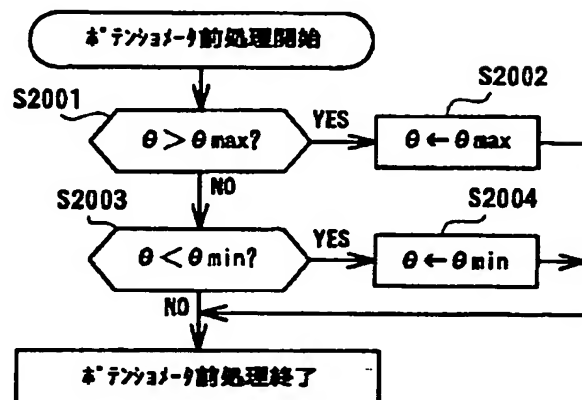 ﾎﾟﾃﾝｼｮﾒｰﾀ前処理開始
S2001
θ＞θmax?
YES
S2002
θ←θmax
NO
S2003
θ＜θmin?
YES
S2004
θ←θmin
NO
ﾎﾟﾃﾝｼｮﾒｰﾀ前処理終了